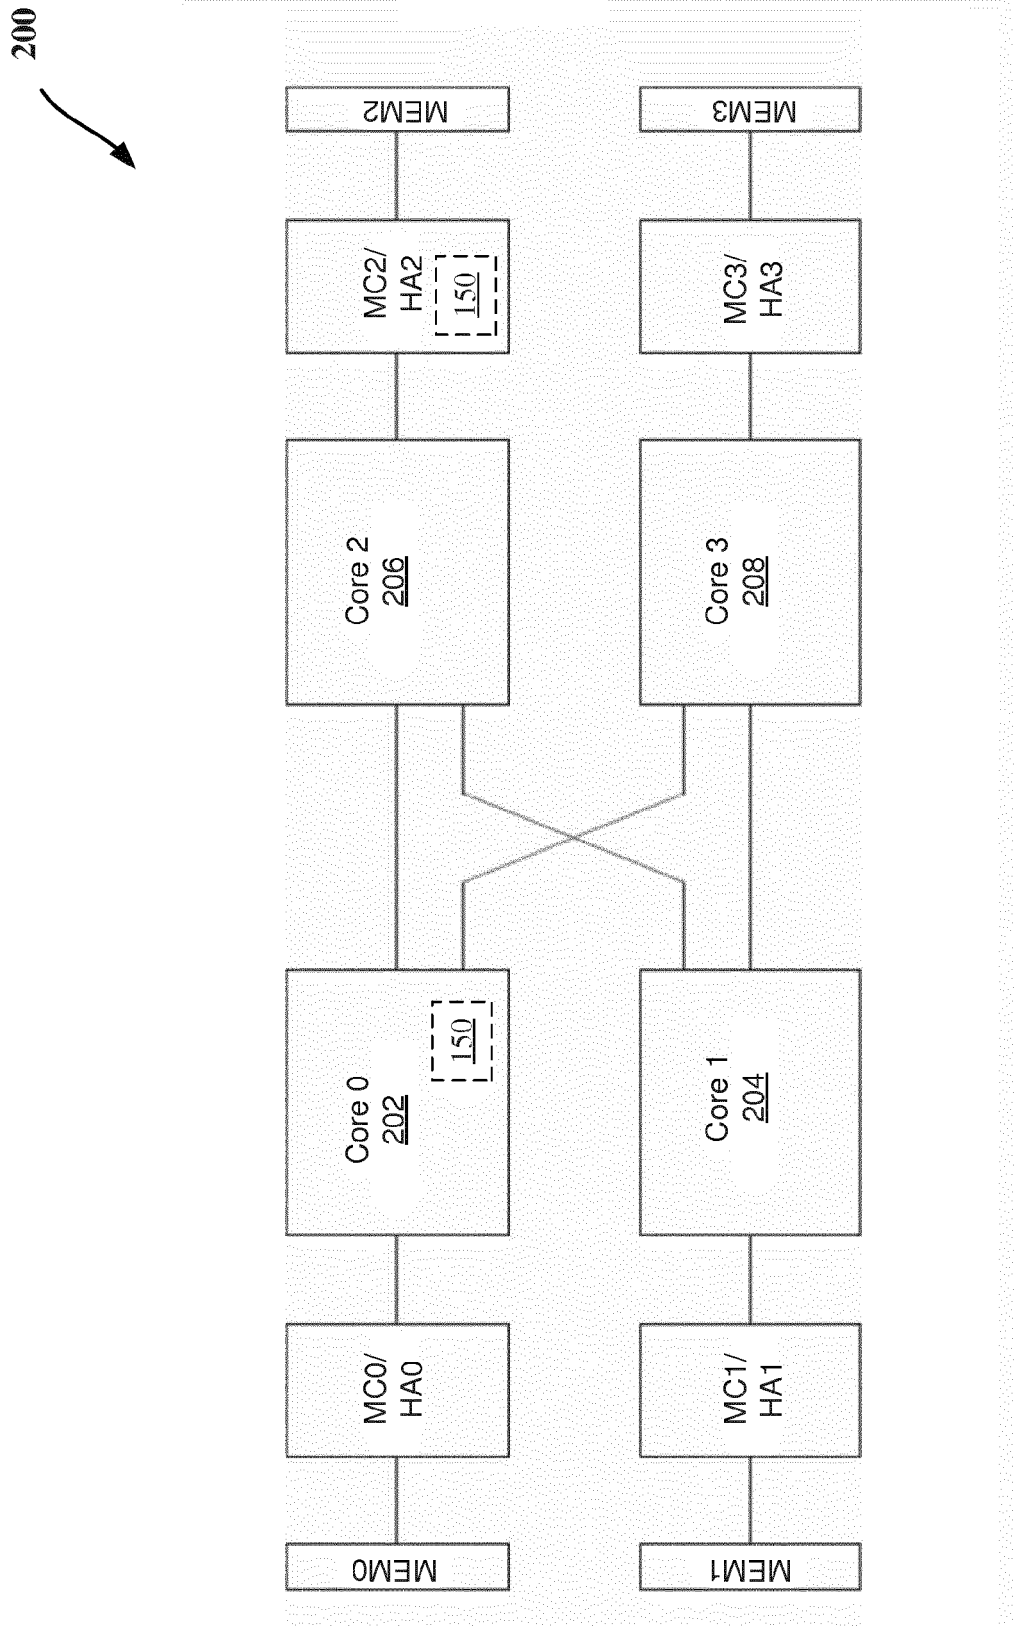 200
MEM2
MC2/
HA2
150
Core 2
206
Core 0
202
150
MC0/
HA0
MEM0
MEM3
MC3/
HA3
Core 3
208
Core 1
204
MC1/
HA1
MEM1